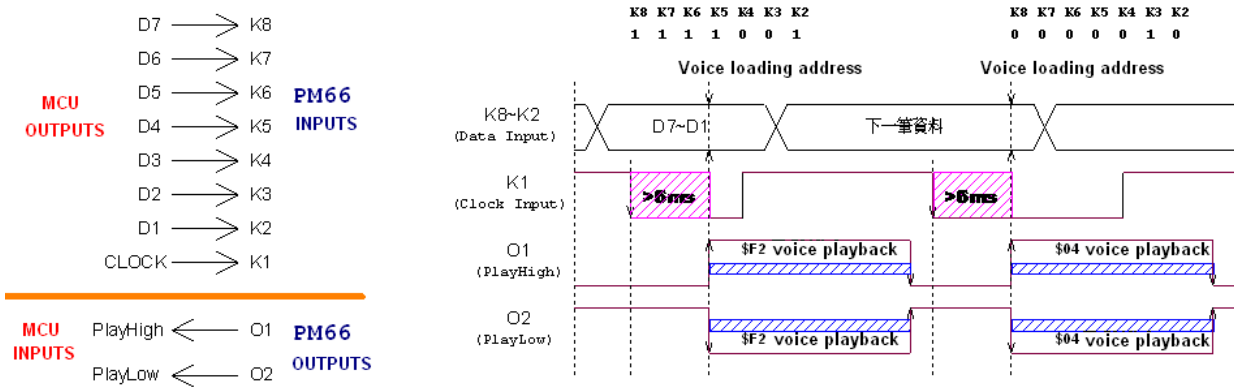 D7 K8
D6 K7
D5 K6
D4 K5
D3 K4
D2 K3
D1 K2
CLOCK K1
MCU
OUTPUTS
PM66
INPUTS
MCU
INPUTS
PlayHigh O1
PlayLow O2
PM66
OUTPUTS
K8 K7 K6 K5 K4 K3 K2
1 1 1 1 0 0 1
K8 K7 K6 K5 K4 K3 K2
0 0 0 0 0 1 0
Voice loading address
Voice loading address
K8~K2
(Data Input)
D7~D1
下一筆資料
K1
(Clock Input)
>6ms
>6ms
O1
(PlayHigh)
$F2 voice playback
$04 voice playback
O2
(PlayLow)
$F2 voice playback
$04 voice playback